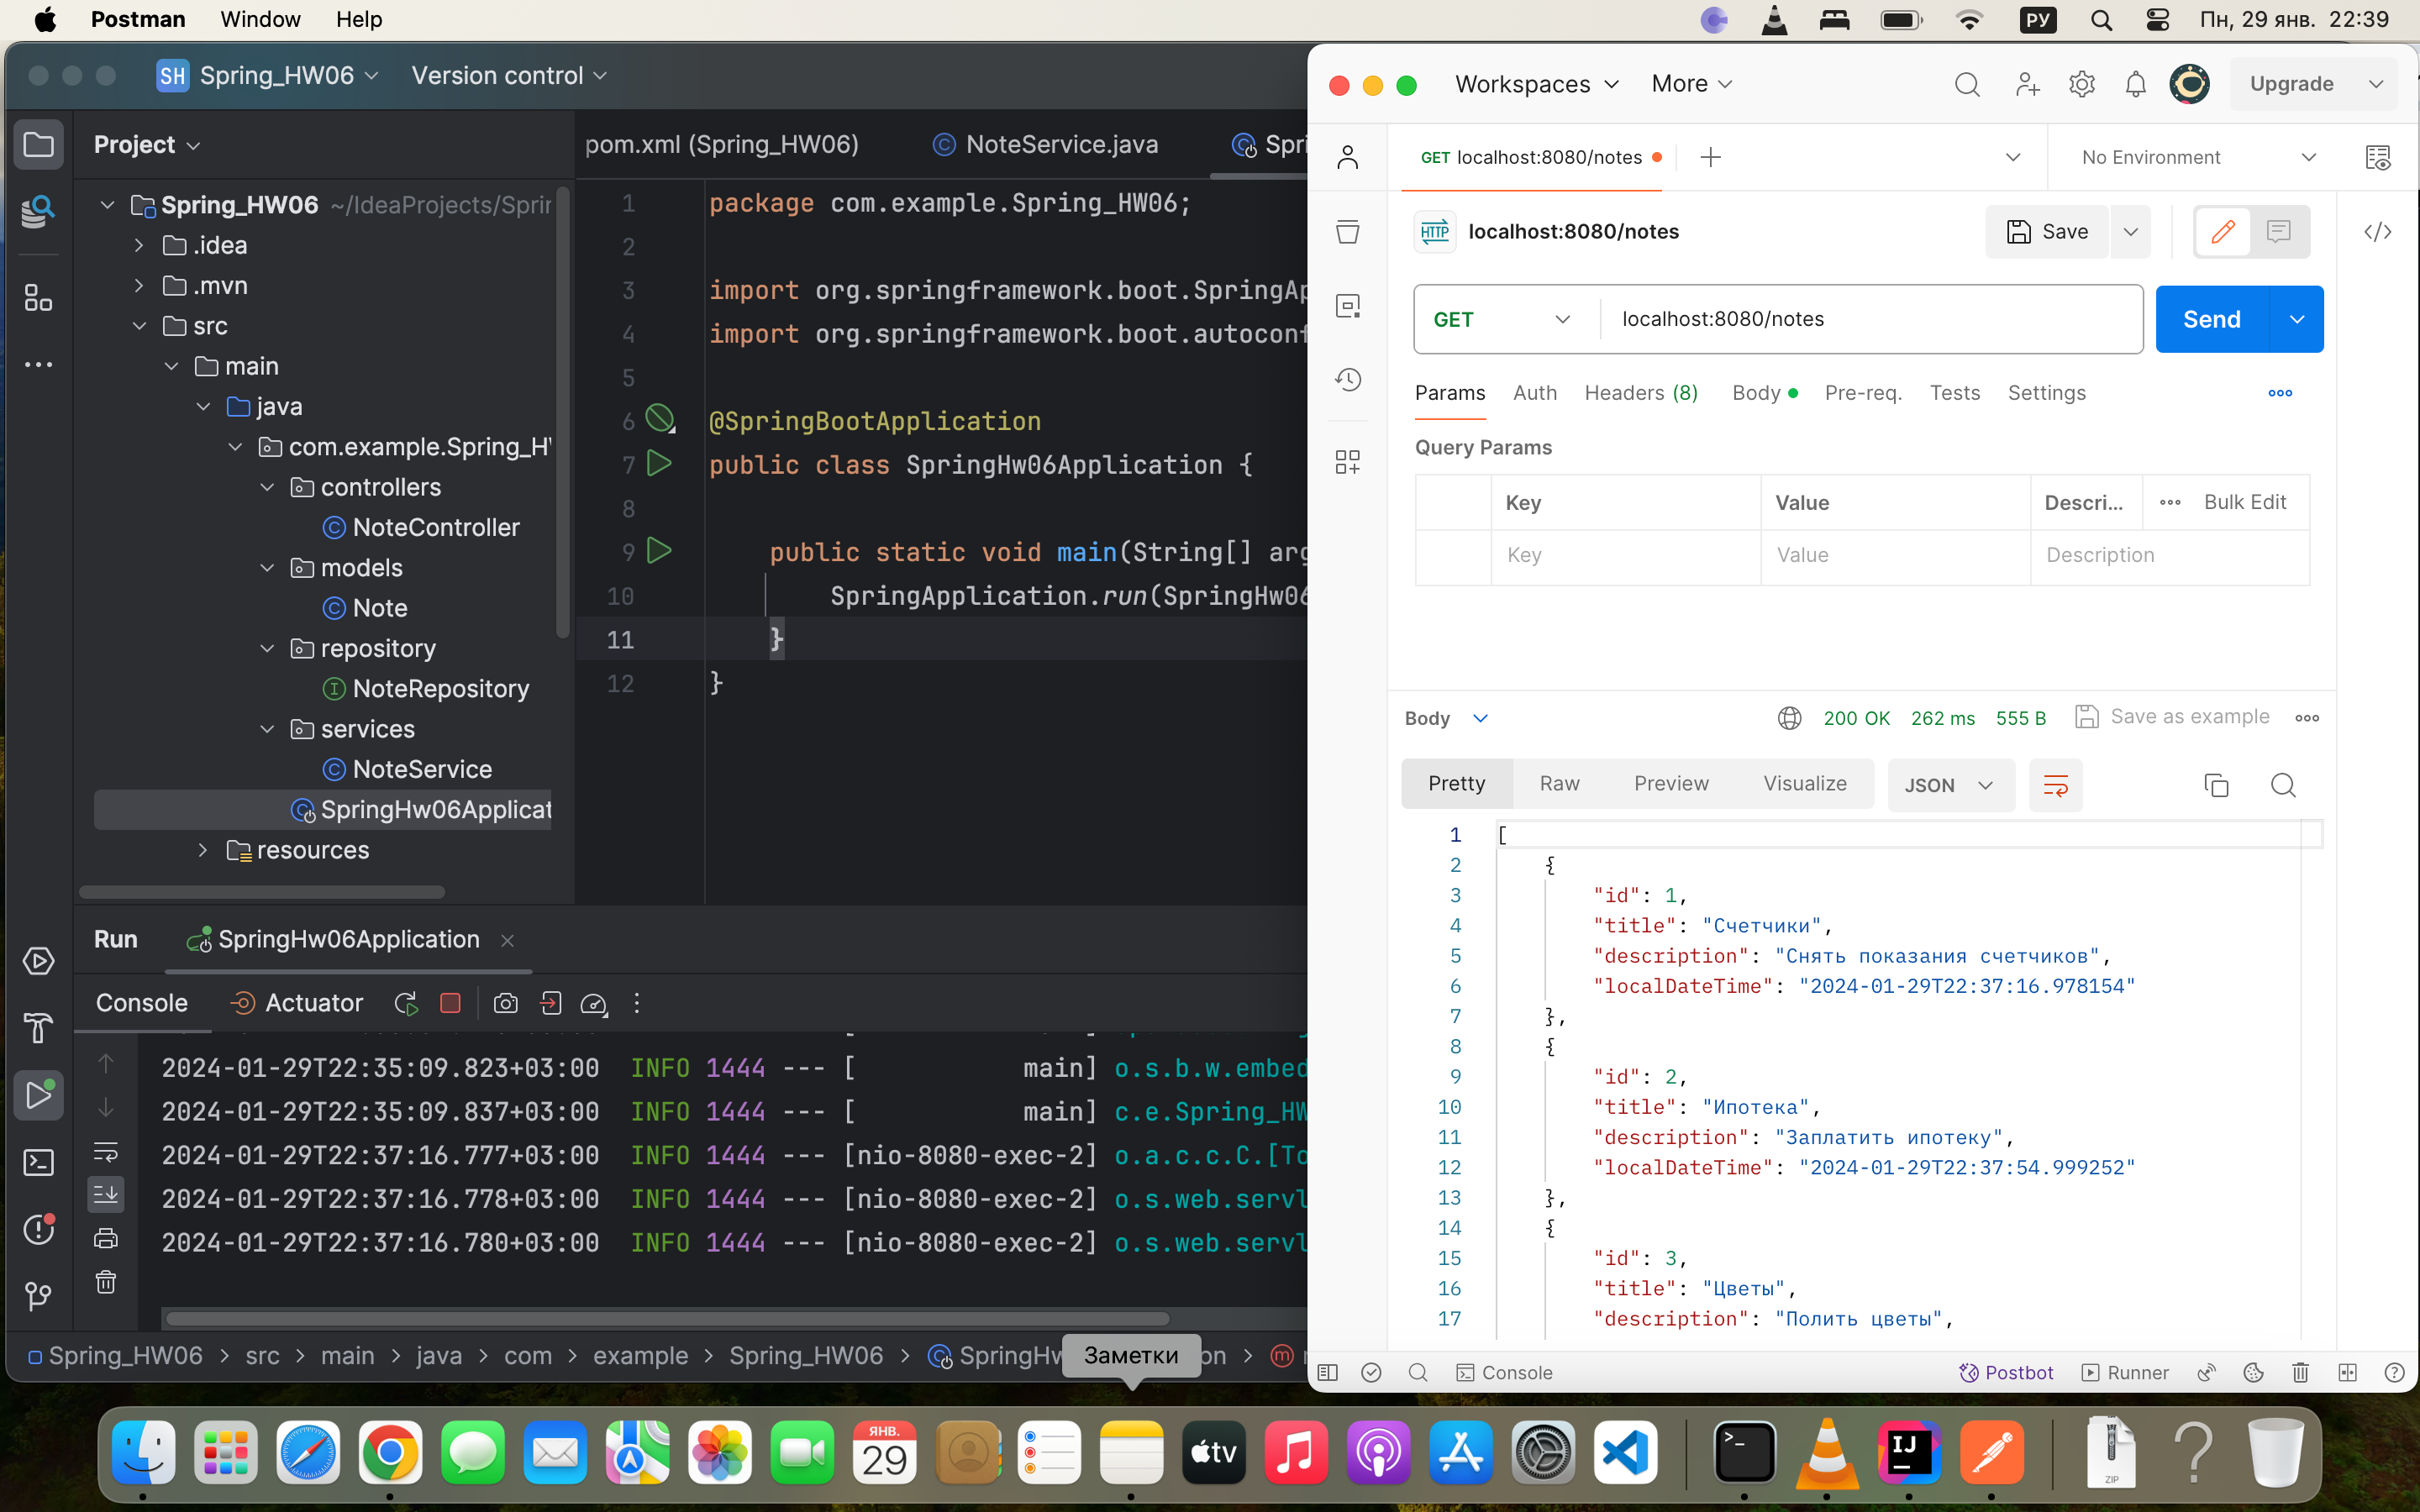 Postman Window Help РУ Пн, 29 янв. 22:39
SH Spring_HW06 Version control
Project
Spring_HW06 ~/IdeaProjects/Sprir
.idea
.mvn
src
main
java
com.example.Spring_H
controllers
NoteController
models
Note
repository
NoteRepository
services
NoteService
SpringHw06Applicat
resources
pom.xml (Spring_HW06) NoteService.java Spri
1 package com.example.Spring_HW06;
2
3 import org.springframework.boot.SpringAp
4 import org.springframework.boot.autoconf
5
6 @SpringBootApplication
7 public class SpringHw06Application {
8
9 public static void main(String[] arg
10 SpringApplication.run(SpringHw06
11 }
12 }
Run SpringHw06Application
Console Actuator
2024-01-29T22:35:09.823+03:00 INFO 1444 --- [ main] o.s.b.w.embed
2024-01-29T22:35:09.837+03:00 INFO 1444 --- [ main] c.e.Spring_HW
2024-01-29T22:37:16.777+03:00 INFO 1444 --- [nio-8080-exec-2] o.a.c.c.C.[To
2024-01-29T22:37:16.778+03:00 INFO 1444 --- [nio-8080-exec-2] o.s.web.servl
2024-01-29T22:37:16.780+03:00 INFO 1444 --- [nio-8080-exec-2] o.s.web.servl
Spring_HW06 > src > main > java > com > example > Spring_HW06 > SpringHw on >
Заметки
Workspaces More Upgrade
GET localhost:8080/notes No Environment
HTTP localhost:8080/notes Save
GET localhost:8080/notes Send
Params Auth Headers (8) Body Pre-req. Tests Settings
Query Params
Key Value Descri... Bulk Edit
Key Value Description
Body 200 OK 262 ms 555 B Save as example
Pretty Raw Preview Visualize JSON
1 [
2 {
3 "id": 1,
4 "title": "Счетчики",
5 "description": "Снять показания счетчиков",
6 "localDateTime": "2024-01-29T22:37:16.978154"
7 },
8 {
9 "id": 2,
10 "title": "Ипотека",
11 "description": "Заплатить ипотеку",
12 "localDateTime": "2024-01-29T22:37:54.999252"
13 },
14 {
15 "id": 3,
16 "title": "Цветы",
17 "description": "Полить цветы",
Console Postbot Runner
ЯНВ.
29
tv
IJ
ZIP